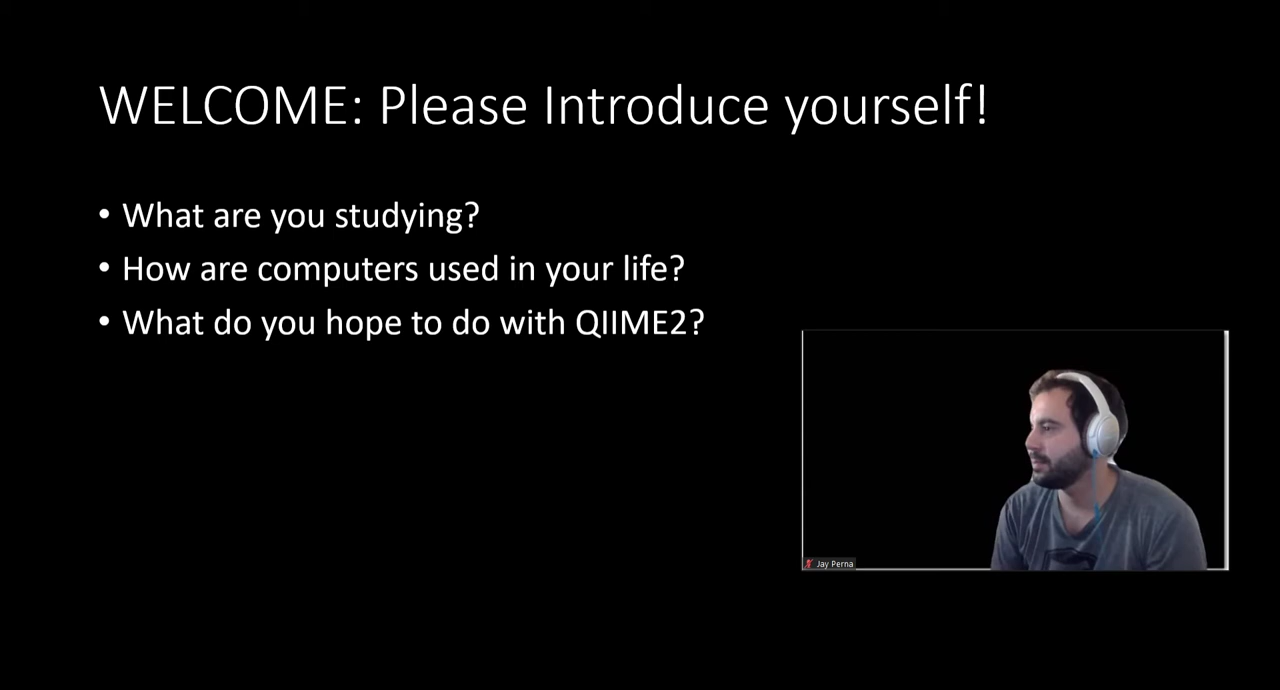 WELCOME: Please Introduce yourself!
• What are you studying?
• How are computers used in your life?
• What do you hope to do with QIIME2?
Jay Perna